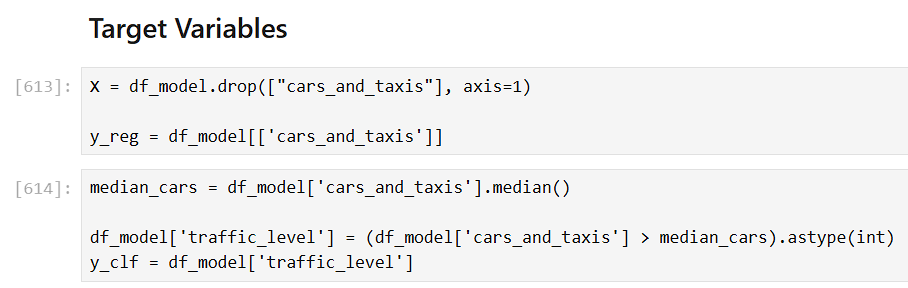 Target Variables
[613]: X = df_model.drop(["cars_and_taxis"], axis=1)
y_reg = df_model[['cars_and_taxis']]
[614]: median_cars = df_model['cars_and_taxis'].median()
df_model['traffic_level'] = (df_model['cars_and_taxis'] > median_cars).astype(int)
y_clf = df_model['traffic_level']